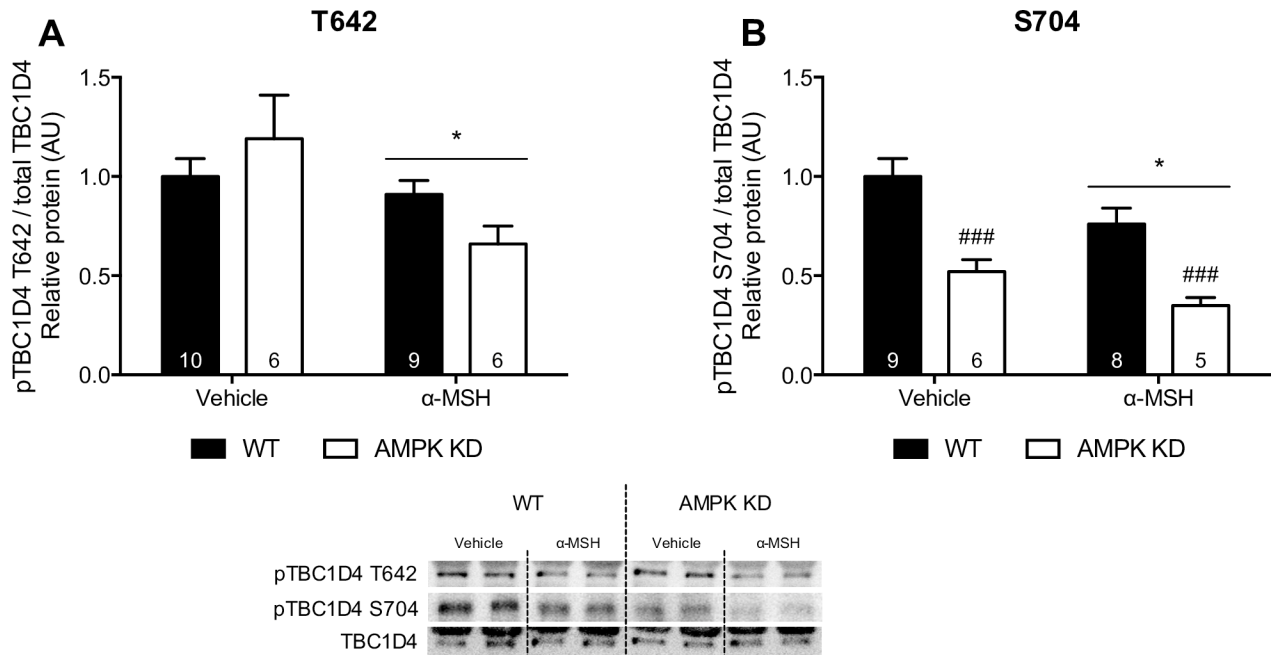 A
T642
pTBC1D4 T642 / total TBC1D4
Relative protein (AU)
1.5
1.0
0.5
0.0
*
10
6
9
6
Vehicle
α-MSH
WT
AMPK KD
B
S704
pTBC1D4 S704 / total TBC1D4
Relative protein (AU)
1.5
1.0
0.5
0.0
*
###
###
9
6
8
5
Vehicle
α-MSH
WT
AMPK KD
WT
AMPK KD
Vehicle
α-MSH
Vehicle
α-MSH
pTBC1D4 T642
pTBC1D4 S704
TBC1D4